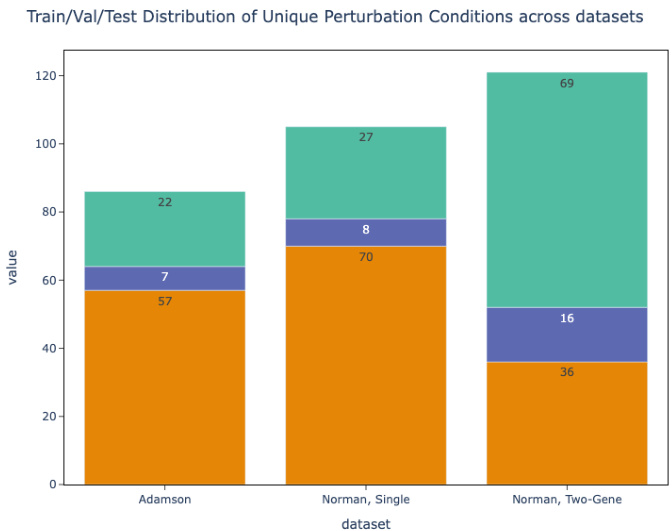 Train/Val/Test Distribution of Unique Perturbation Conditions across datasets
120
100
80
60
40
20
0
value
22
7
57
27
8
70
69
16
36
Adamson
Norman, Single
Norman, Two-Gene
dataset